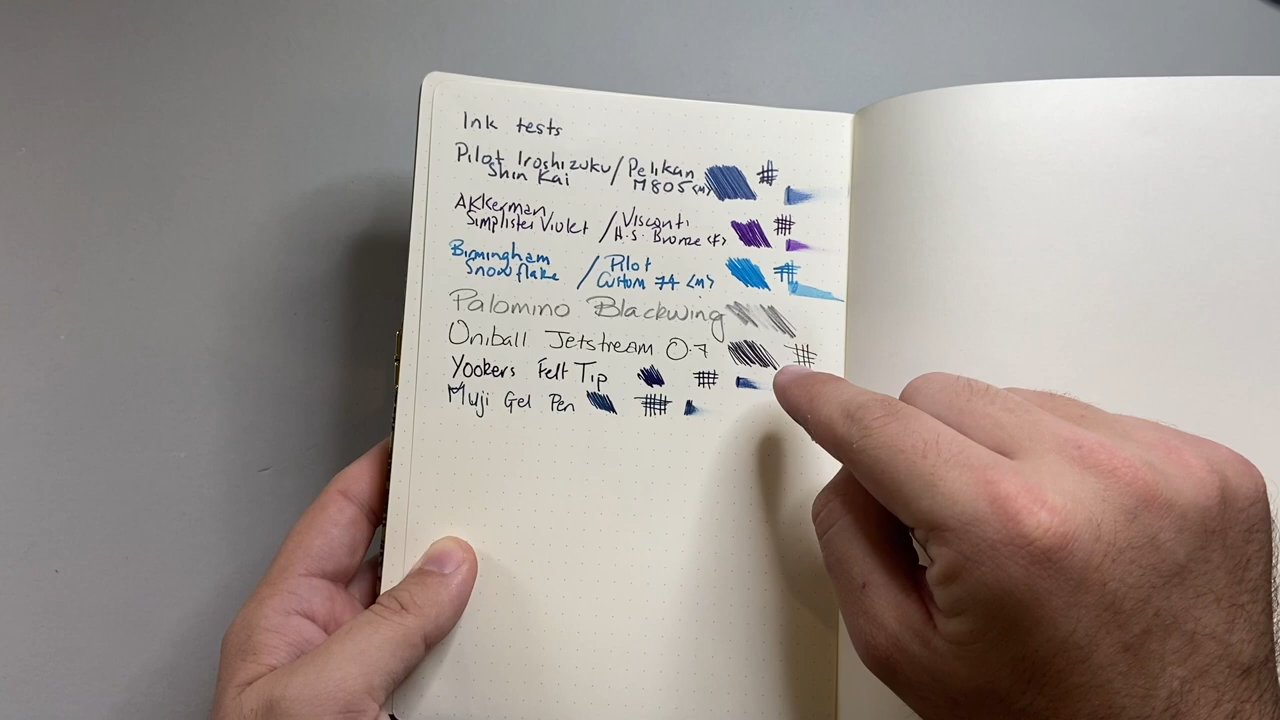 Ink tests
Pilot Iroshizuku / Pelikan
Shin Kai M805 <M>
Akkerman / Visconti
Simplistei Violet H.S. Bronze <F>
Birmingham / Pilot
Snowflake Custom 74 <M>
Palomino Blackwing
Uniball Jetstream 0.7
Yookers Felt Tip
Muji Gel Pen